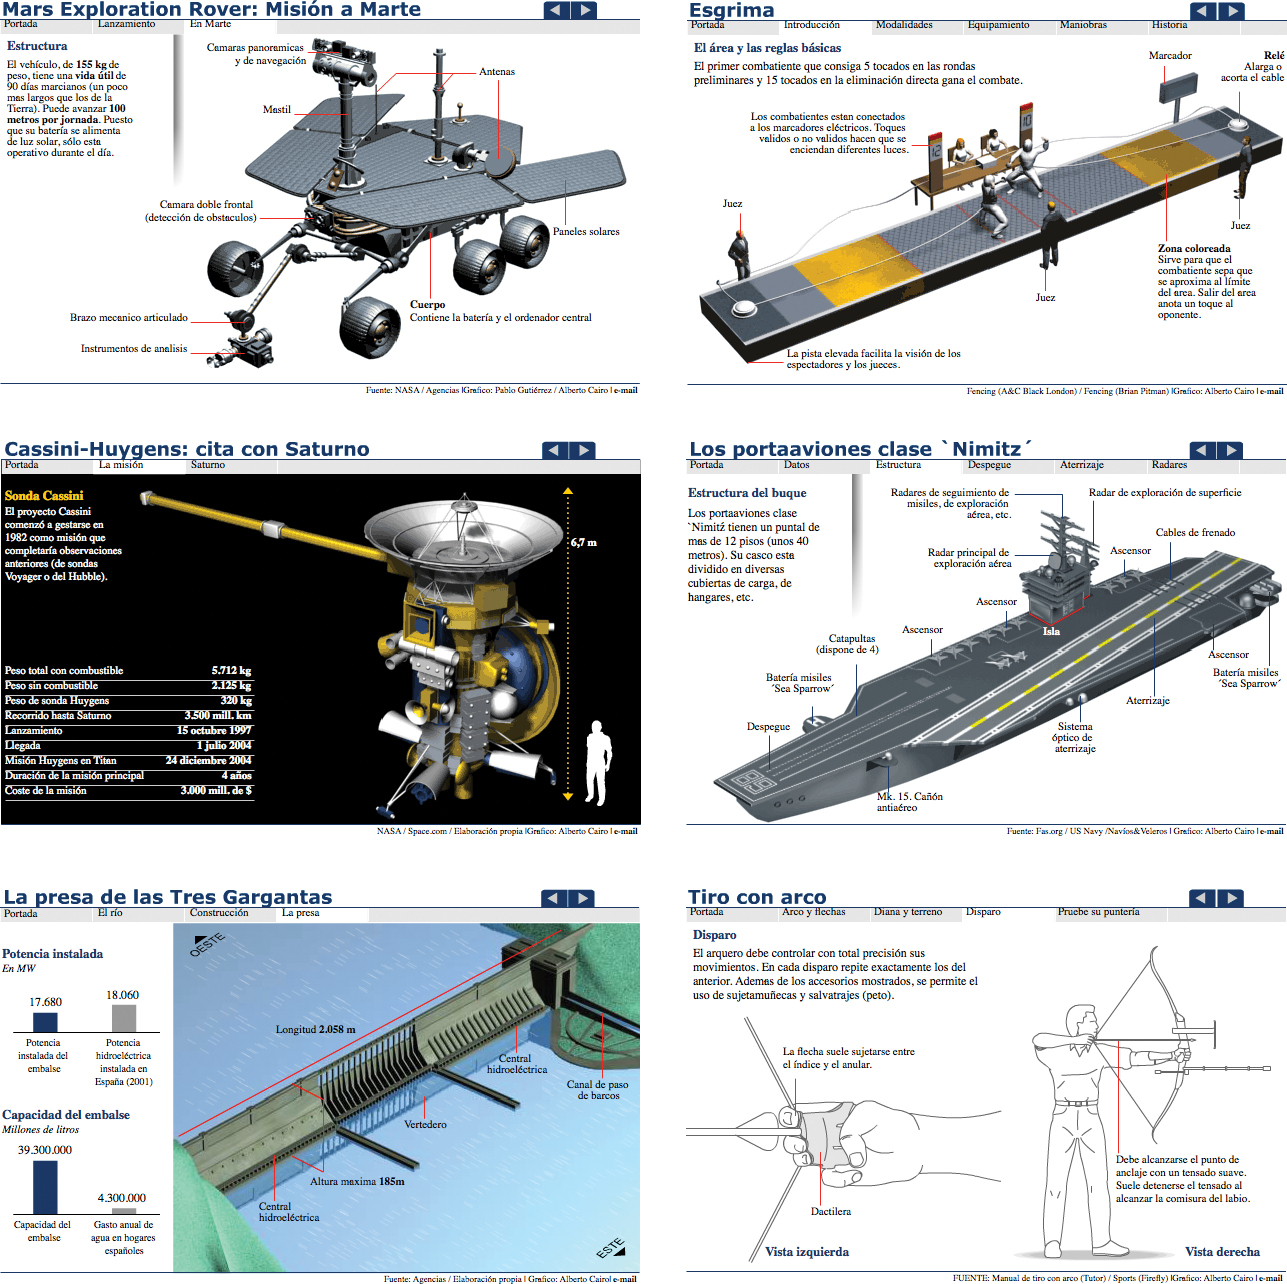 Mars Exploration Rover: Misión a Marte
Portada
Lanzamiento
En Marte
Estructura
El vehículo, de 155 kg de
peso, tiene una vida útil de
90 días marcianos (un poco
mas largos que los de la
Tierra). Puede avanzar 100
metros por jornada. Puesto
que su batería se alimenta
de luz solar, sólo esta
operativo durante el día.
Camaras panoramicas
y de navegación
Antenas
Mastil
Camara doble frontal
(detección de obstaculos)
Paneles solares
Cuerpo
Contiene la batería y el ordenador central
Brazo mecanico articulado
Instrumentos de analisis
Fuente: NASA / Agencias |Grafico: Pablo Gutiérrez / Alberto Cairo | e-mail
Esgrima
Portada
Introducción
Modalidades
Equipamiento
Maniobras
Historia
El área y las reglas básicas
El primer combatiente que consiga 5 tocados en las rondas
preliminares y 15 tocados en la eliminación directa gana el combate.
Marcador
Relé
Alarga o
acorta el cable
Los combatientes estan conectados
a los marcadores eléctricos. Toques
validos o no validos hacen que se
enciendan diferentes luces.
12
10
Juez
Juez
Juez
Zona coloreada
Sirve para que el
combatiente sepa que
se aproxima al límite
del area. Salir del area
anota un toque al
oponente.
La pista elevada facilita la visión de los
espectadores y los jueces.
Fencing (A&C Black London) / Fencing (Brian Pitman) |Grafico: Alberto Cairo | e-mail
Cassini-Huygens: cita con Saturno
Portada
La misión
Saturno
Sonda Cassini
El proyecto Cassini
comenzó a gestarse en
1982 como misión que
completaría observaciones
anteriores (de sondas
Voyager o del Hubble).
6,7 m
Peso total con combustible 5.712 kg
Peso sin combustible 2.125 kg
Peso de sonda Huygens 320 kg
Recorrido hasta Saturno 3.500 mill. km
Lanzamiento 15 octubre 1997
Llegada 1 julio 2004
Misión Huygens en Titan 24 diciembre 2004
Duración de la misión principal 4 años
Coste de la misión 3.000 mill. de $
NASA / Space.com / Elaboración propia |Grafico: Alberto Cairo | e-mail
Los portaaviones clase `Nimitz´
Portada
Datos
Estructura
Despegue
Aterrizaje
Radares
Estructura del buque
Los portaaviones clase
`Nimitz´ tienen un puntal de
mas de 12 pisos (unos 40
metros). Su casco esta
dividido en diversas
cubiertas de carga, de
hangares, etc.
Radares de seguimiento de
misiles, de exploración
aérea, etc.
Radar de exploración de superficie
Cables de frenado
Radar principal de
exploración aérea
Ascensor
Ascensor
Isla
Ascensor
Catapultas
(dispone de 4)
Ascensor
Batería misiles
´Sea Sparrow´
Batería misiles
´Sea Sparrow´
Aterrizaje
Despegue
Sistema
óptico de
aterrizaje
Mk. 15. Cañón
antiaéreo
Fuente: Fas.org / US Navy /Navíos&Veleros | Grafico: Alberto Cairo | e-mail
La presa de las Tres Gargantas
Portada
El río
Construcción
La presa
Potencia instalada
En MW
17.680
18.060
Potencia
instalada del
embalse
Potencia
hidroeléctrica
instalada en
España (2001)
Capacidad del embalse
Millones de litros
39.300.000
4.300.000
Capacidad del
embalse
Gasto anual de
agua en hogares
españoles
OESTE
Longitud 2.058 m
Central
hidroeléctrica
Canal de paso
de barcos
Vertedero
Altura maxima 185m
Central
hidroeléctrica
ESTE
Fuente: Agencias / Elaboración propia | Grafico: Alberto Cairo| e-mail
Tiro con arco
Portada
Arco y flechas
Diana y terreno
Disparo
Pruebe su puntería
Disparo
El arquero debe controlar con total precisión sus
movimientos. En cada disparo repite exactamente los del
anterior. Ademas de los accesorios mostrados, se permite el
uso de sujetamuñecas y salvatrajes (peto).
La flecha suele sujetarse entre
el índice y el anular.
Dactilera
Debe alcanzarse el punto de
anclaje con un tensado suave.
Suele detenerse el tensado al
alcanzar la comisura del labio.
Vista izquierda
Vista derecha
FUENTE: Manual de tiro con arco (Tutor) / Sports (Firefly) |Grafico: Alberto Cairo | e-mail